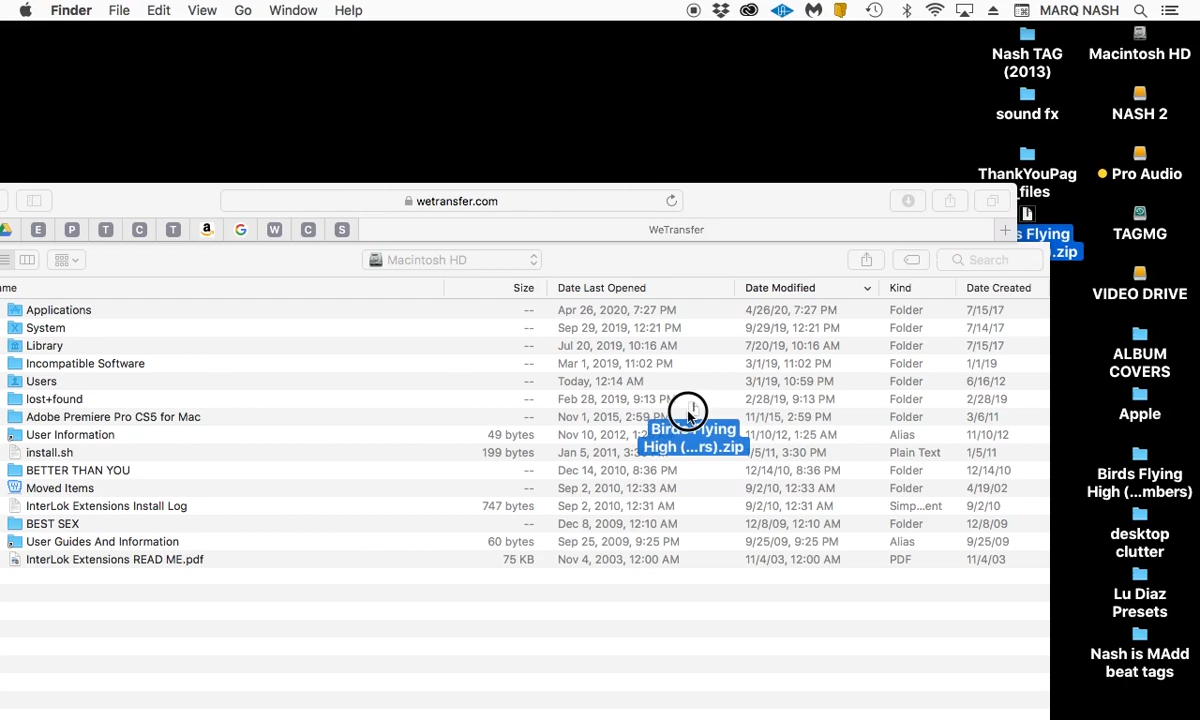 Finder File Edit View Go Window Help MARQ NASH
Nash TAG
(2013)
Macintosh HD
sound fx
NASH 2
ThankYouPag
_files
Pro Audio
wetransfer.com
E P T C T a G W C S WeTransfer
s Flying
.zip
TAGMG
Macintosh HD
Search
VIDEO DRIVE
me Size Date Last Opened Date Modified Kind Date Created
Applications -- Apr 26, 2020, 7:27 PM 4/26/20, 7:27 PM Folder 7/15/17
System -- Sep 29, 2019, 12:21 PM 9/29/19, 12:21 PM Folder 7/14/17
Library -- Jul 20, 2019, 10:16 AM 7/20/19, 10:16 AM Folder 7/15/17
Incompatible Software -- Mar 1, 2019, 11:02 PM 3/1/19, 11:02 PM Folder 1/1/19
Users -- Today, 12:14 AM 3/1/19, 10:59 PM Folder 6/16/12
lost+found -- Feb 28, 2019, 9:13 PM 2/28/19, 9:13 PM Folder 2/28/19
Adobe Premiere Pro CS5 for Mac -- Nov 1, 2015, 2:59 PM 11/1/15, 2:59 PM Folder 3/6/11
User Information 49 bytes Nov 10, 2012, 11/10/12, 1:25 AM Alias 11/10/12
install.sh 199 bytes Jan 5, 2011, 3:3 /5/11, 3:30 PM Plain Text 1/5/11
BETTER THAN YOU -- Dec 14, 2010, 8:36 PM 12/14/10, 8:36 PM Folder 12/14/10
Moved Items -- Sep 2, 2010, 12:33 AM 9/2/10, 12:33 AM Folder 4/19/02
InterLok Extensions Install Log 747 bytes Sep 2, 2010, 12:31 AM 9/2/10, 12:31 AM Simp...ent 9/2/10
BEST SEX -- Dec 8, 2009, 12:10 AM 12/8/09, 12:10 AM Folder 12/8/09
User Guides And Information 60 bytes Sep 25, 2009, 9:25 PM 9/25/09, 9:25 PM Alias 9/25/09
InterLok Extensions READ ME.pdf 75 KB Nov 4, 2003, 12:00 AM 11/4/03, 12:00 AM PDF 11/4/03
Flying
High (...rs).zip
ALBUM
COVERS
Apple
Birds Flying
High (...mbers)
desktop
clutter
Lu Diaz
Presets
Nash is MAdd
beat tags